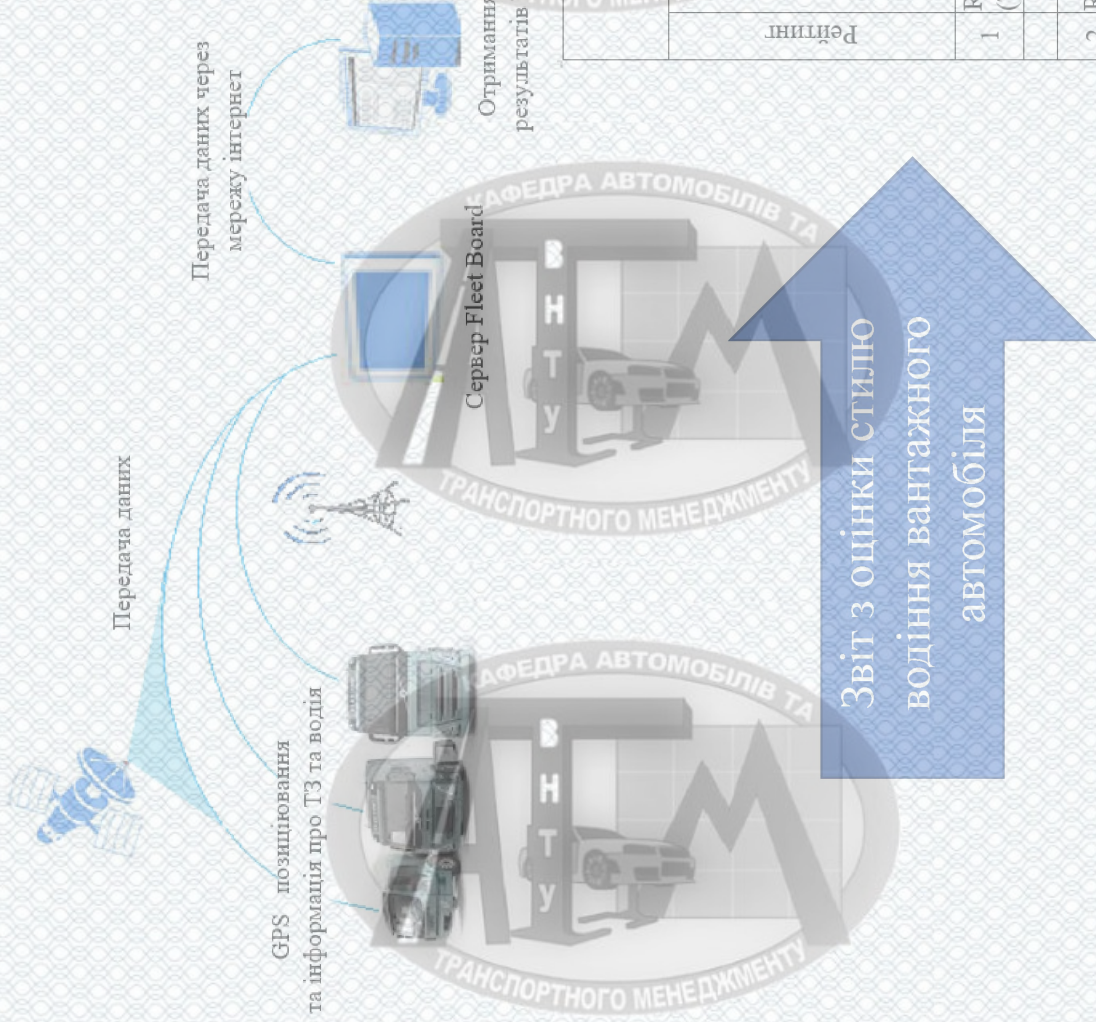 Передача даних
Передача даних через
мережу інтернет
GPS позиціювання
та інформація про ТЗ та водія
Сервер Fleet Board
Отримання
результатів
Звіт з оцінки стилю
водіння вантажного
автомобіля
Рейтинг
1
2
КАФЕДРА АВТОМОБІЛІВ ТА
ТРАНСПОРТНОГО МЕНЕДЖМЕНТУ
ВНТУ
КАФЕДРА АВТОМОБІЛІВ ТА
ТРАНСПОРТНОГО МЕНЕДЖМЕНТУ
ВНТУ